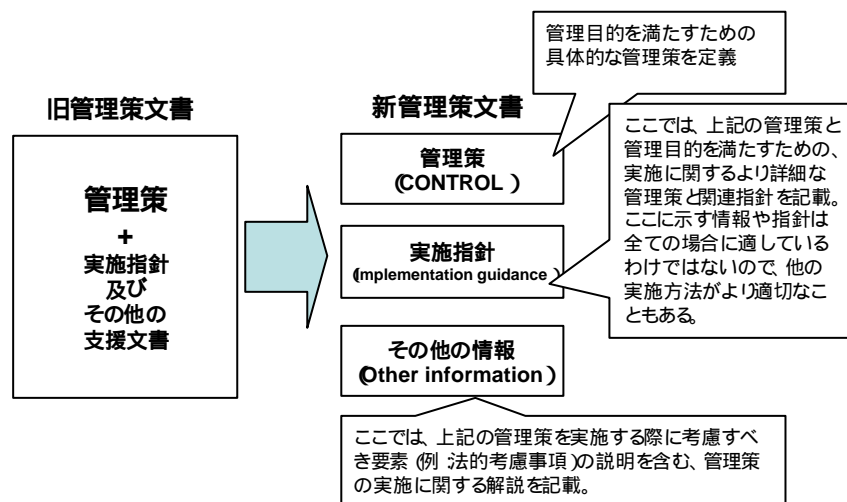 管理目的を満たすための
具体的な管理策を定義
旧管理策文書
新管理策文書
管理策
+
実施指針
及び
その他の
支援文書
管理策
(CONTROL)
ここでは、上記の管理策と
管理目的を満たすための、
実施に関するより詳細な
管理策と関連指針を記載。
ここに示す情報や指針は
全ての場合に適している
わけではないので、他の
実施方法がより適切なこ
ともある。
実施指針
(Implementation guidance)
その他の情報
(Other information)
ここでは、上記の管理策を実施する際に考慮すべ
き要素(例:法的考慮事項)の説明を含む、管理策
の実施に関する解説を記載。